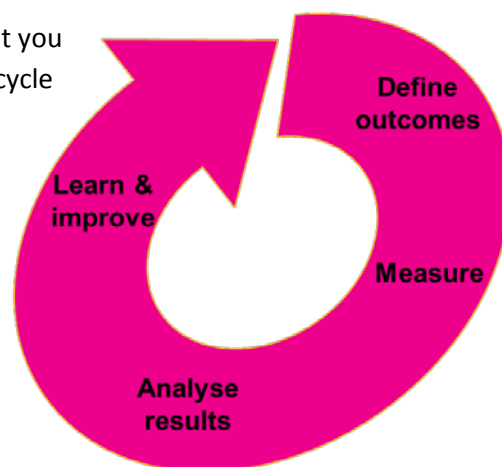 t you
cycle
Define
outcomes
Measure
Analyse
results
Learn &
improve